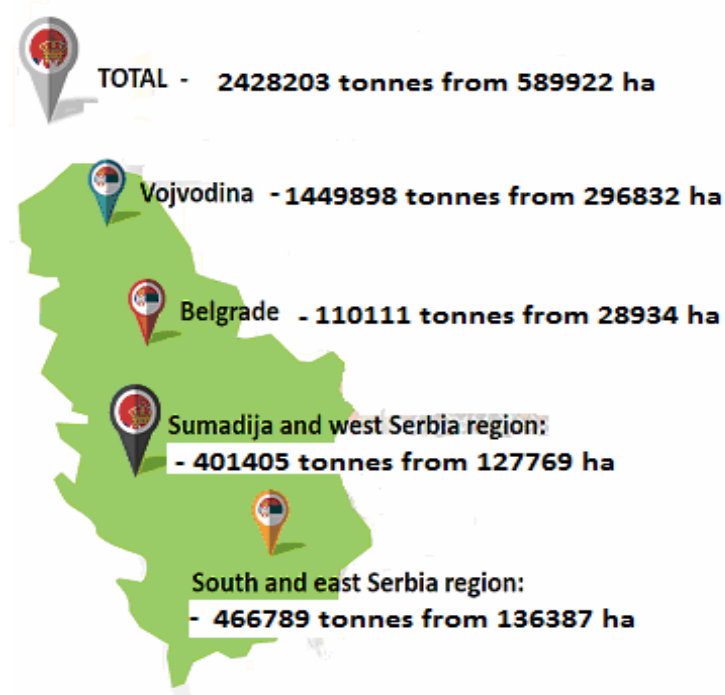 TOTAL - 2428203 tonnes from 589922 ha
Vojvodina - 1449898 tonnes from 296832 ha
Belgrade - 110111 tonnes from 28934 ha
Sumadija and west Serbia region:
- 401405 tonnes from 127769 ha
South and east Serbia region:
- 466789 tonnes from 136387 ha